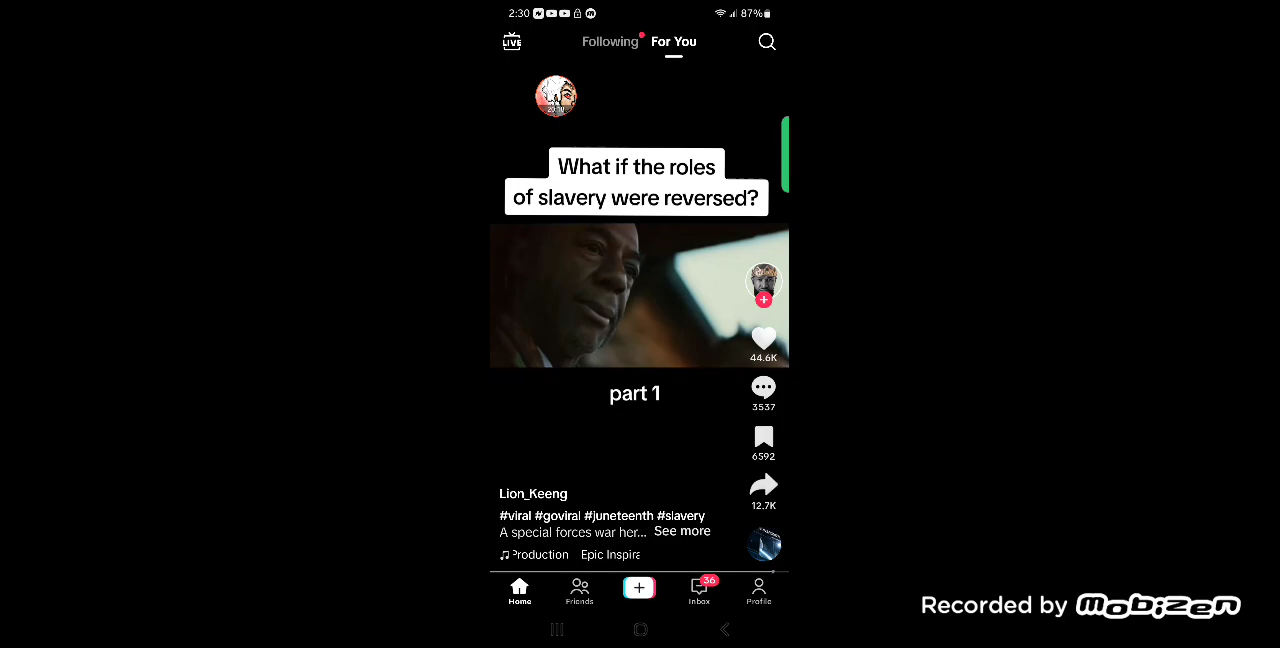 2:30
87%
LIVE
Following
For You
What if the roles
of slavery were reversed?
44.6K
part 1
3537
6592
12.7K
Lion_Keeng
#viral #goviral #juneteenth #slavery
A special forces war her... See more
Production Epic Inspira
36
Home
Friends
Inbox
Profile
Recorded by MOBIZEN